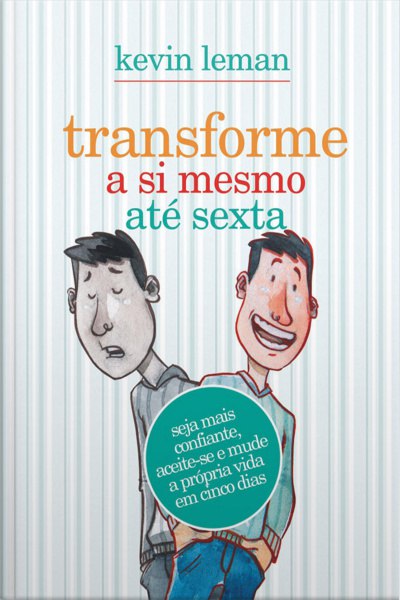 kevin leman
transforme
a si mesmo
até sexta
seja mais
confiante,
aceite-se e mude
a própria vida
em cinco dias